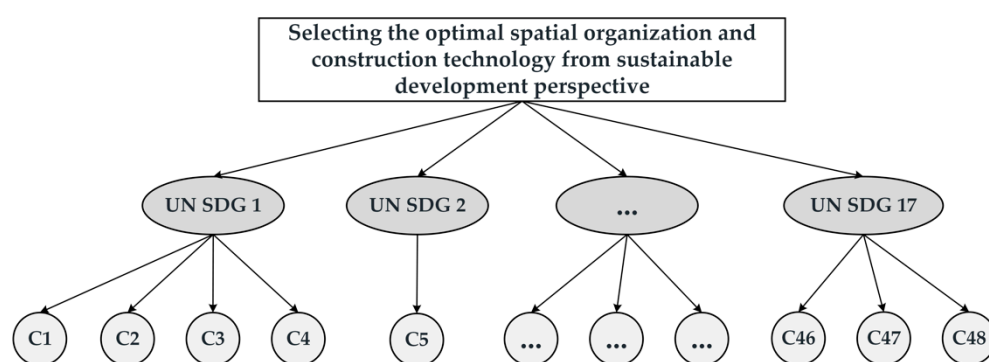 Selecting the optimal spatial organization and
construction technology from sustainable
development perspective
UN SDG 1
UN SDG 2
...
UN SDG 17
C1
C2
C3
C4
C5
...
...
...
C46
C47
C48